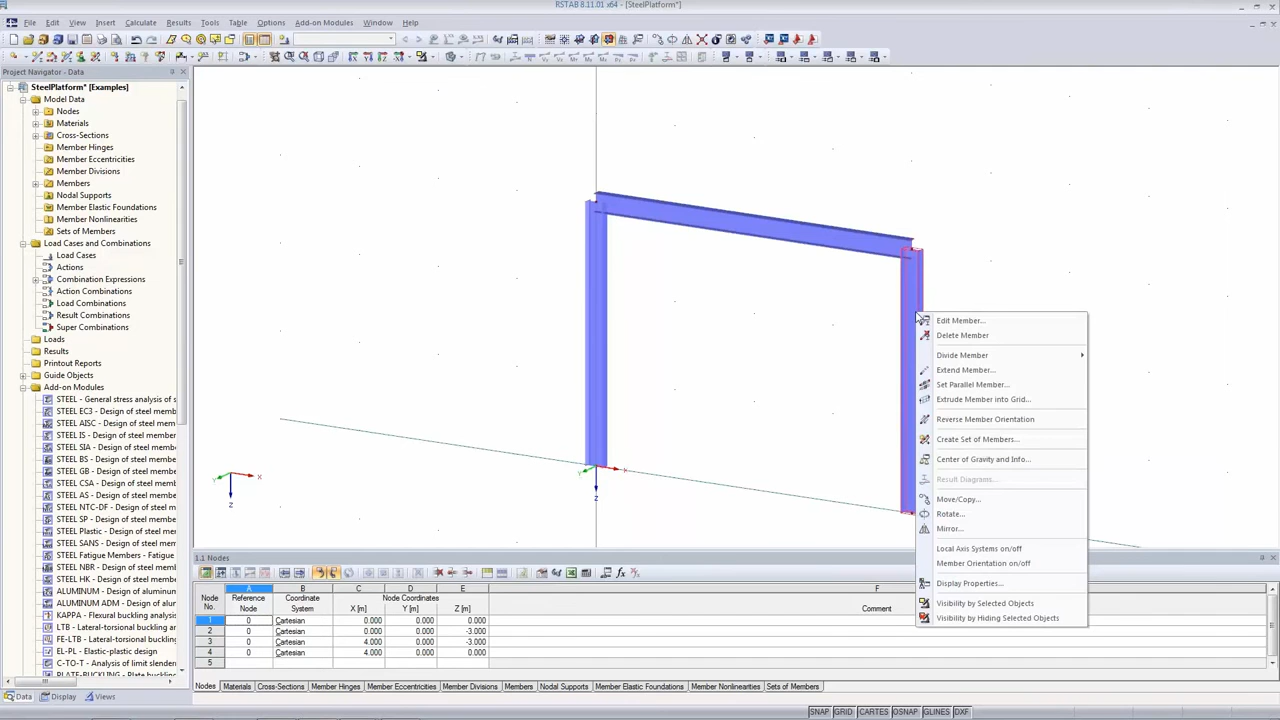 RSTAB 8.11.01 x64 - [SteelPlatform*]
File Edit View Insert Calculate Results Tools Table Options Add-on Modules Window Help
Project Navigator - Data
SteelPlatform* [Examples]
Model Data
Nodes
Materials
Cross-Sections
Member Hinges
Member Eccentricities
Member Divisions
Members
Nodal Supports
Member Elastic Foundations
Member Nonlinearities
Sets of Members
Load Cases and Combinations
Load Cases
Actions
Combination Expressions
Action Combinations
Load Combinations
Result Combinations
Super Combinations
Loads
Results
Printout Reports
Guide Objects
Add-on Modules
STEEL - General stress analysis of s
STEEL EC3 - Design of steel memb
STEEL AISC - Design of steel mem
STEEL IS - Design of steel member
STEEL SIA - Design of steel membe
STEEL BS - Design of steel membe
STEEL GB - Design of steel membe
STEEL CSA - Design of steel memb
STEEL AS - Design of steel membe
STEEL NTC-DF - Design of steel m
STEEL SP - Design of steel membe
STEEL Plastic - Design of steel me
STEEL SANS - Design of steel mem
STEEL Fatigue Members - Fatigue
STEEL NBR - Design of steel mem
STEEL HK - Design of steel membe
ALUMINUM - Design of aluminum
ALUMINUM ADM - Design of alum
KAPPA - Flexural buckling analysis
LTB - Lateral-torsional buckling
FE-LTB - Lateral-torsional buckling
EL-PL - Elastic-plastic design
C-TO-T - Analysis of limit slender
PLATE-BUCKLING - Plate buckling
Data Display Views
X
Y
Z
X
Y
Z
Edit Member...
Delete Member
Divide Member
Extend Member...
Set Parallel Member...
Extrude Member into Grid...
Reverse Member Orientation
Create Set of Members...
Center of Gravity and Info...
Result Diagrams...
Move/Copy...
Rotate...
Mirror...
Local Axis Systems on/off
Member Orientation on/off
Display Properties...
Visibility by Selected Objects
Visibility by Hiding Selected Objects
1.1 Nodes
A B C D E F
Node Reference Coordinate Node Coordinates
No. Node System X [m] Y [m] Z [m] Comment
1 0 Cartesian 0.000 0.000 0.000
2 0 Cartesian 0.000 0.000 -3.000
3 0 Cartesian 4.000 0.000 -3.000
4 0 Cartesian 4.000 0.000 0.000
5
Nodes Materials Cross-Sections Member Hinges Member Eccentricities Member Divisions Members Nodal Supports Member Elastic Foundations Member Nonlinearities Sets of Members
SNAP GRID CARTES OSNAP GLINES DXF